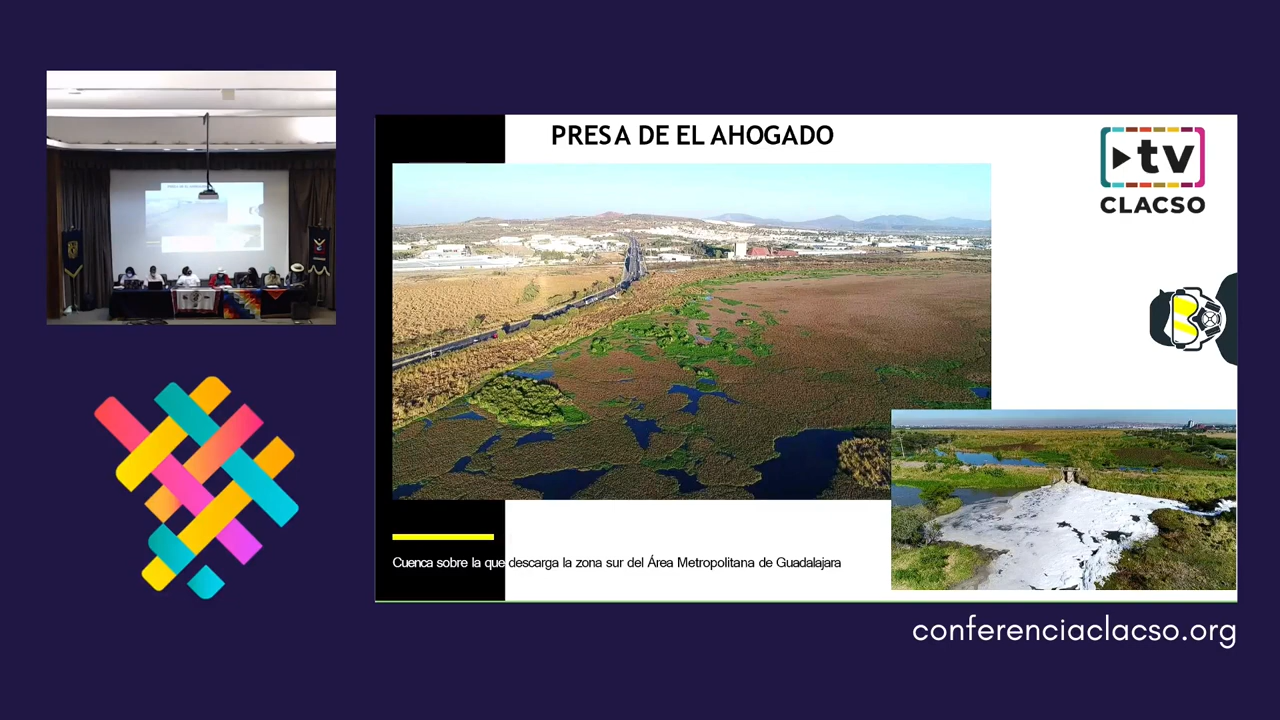 PRESA DE EL AHOGADO
tv
CLACSO
Cuenca sobre la que descarga la zona sur del Área Metropolitana de Guadalajara
conferenciaclacso.org